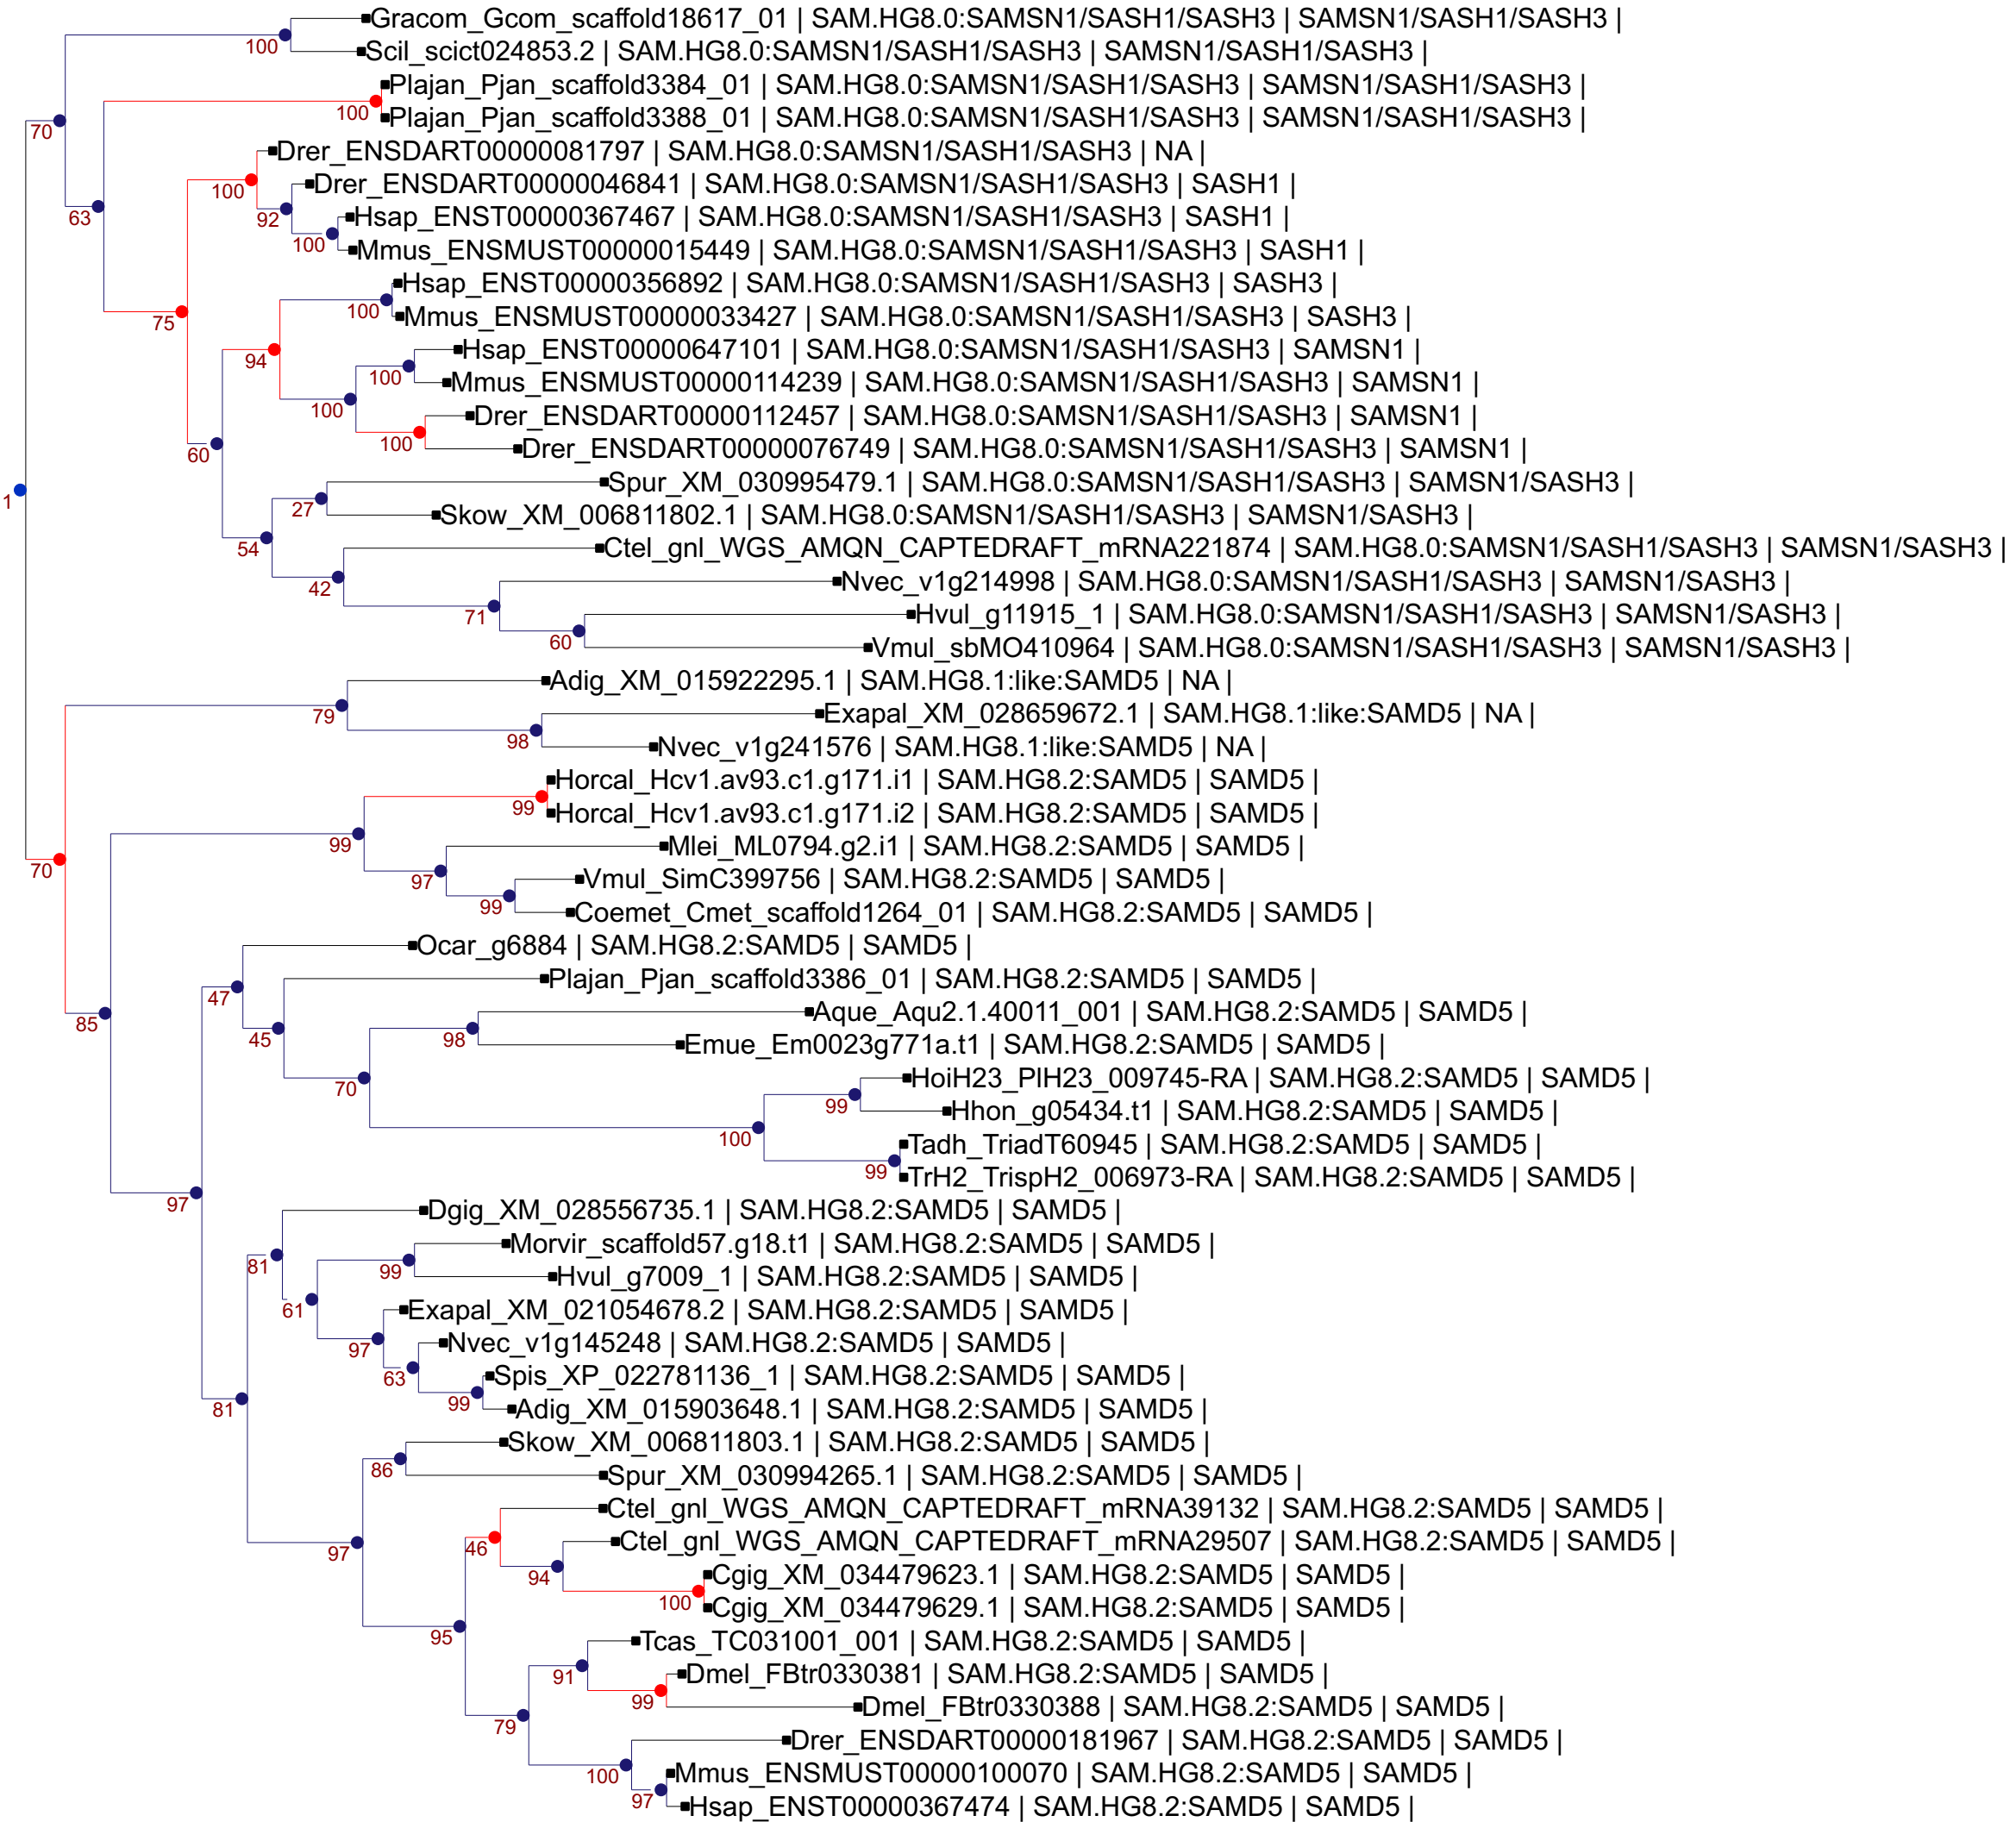 Gracom_Gcom_scaffold18617_01 | SAM.HG8.0:SAMSN1/SASH1/SASH3 | SAMSN1/SASH1/SASH3 |
100
Scil_scict024853.2 | SAM.HG8.0:SAMSN1/SASH1/SASH3 | SAMSN1/SASH1/SASH3 |
Plajan_Pjan_scaffold3384_01 | SAM.HG8.0:SAMSN1/SASH1/SASH3 | SAMSN1/SASH1/SASH3 |
100
Plajan_Pjan_scaffold3388_01 | SAM.HG8.0:SAMSN1/SASH1/SASH3 | SAMSN1/SASH1/SASH3 |
70
Drer_ENSDART00000081797 | SAM.HG8.0:SAMSN1/SASH1/SASH3 | NA |
100
Drer_ENSDART00000046841 | SAM.HG8.0:SAMSN1/SASH1/SASH3 | SASH1 |
63
92
Hsap_ENST00000367467 | SAM.HG8.0:SAMSN1/SASH1/SASH3 | SASH1 |
100
Mmus_ENSMUST00000015449 | SAM.HG8.0:SAMSN1/SASH1/SASH3 | SASH1 |
Hsap_ENST00000356892 | SAM.HG8.0:SAMSN1/SASH1/SASH3 | SASH3 |
100
Mmus_ENSMUST00000033427 | SAM.HG8.0:SAMSN1/SASH1/SASH3 | SASH3 |
75
Hsap_ENST00000647101 | SAM.HG8.0:SAMSN1/SASH1/SASH3 | SAMSN1 |
94
100
Mmus_ENSMUST00000114239 | SAM.HG8.0:SAMSN1/SASH1/SASH3 | SAMSN1 |
100
Drer_ENSDART00000112457 | SAM.HG8.0:SAMSN1/SASH1/SASH3 | SAMSN1 |
100
Drer_ENSDART00000076749 | SAM.HG8.0:SAMSN1/SASH1/SASH3 | SAMSN1 |
60
Spur_XM_030995479.1 | SAM.HG8.0:SAMSN1/SASH1/SASH3 | SAMSN1/SASH3 |
1
27
Skow_XM_006811802.1 | SAM.HG8.0:SAMSN1/SASH1/SASH3 | SAMSN1/SASH3 |
54
Ctel_gnl_WGS_AMQN_CAPTEDRAFT_mRNA221874 | SAM.HG8.0:SAMSN1/SASH1/SASH3 | SAMSN1/SASH3 |
42
Nvec_v1g214998 | SAM.HG8.0:SAMSN1/SASH1/SASH3 | SAMSN1/SASH3 |
71
Hvul_g11915_1 | SAM.HG8.0:SAMSN1/SASH1/SASH3 | SAMSN1/SASH3 |
60
Vmul_sbMO410964 | SAM.HG8.0:SAMSN1/SASH1/SASH3 | SAMSN1/SASH3 |
Adig_XM_015922295.1 | SAM.HG8.1:like:SAMD5 | NA |
79
Exapal_XM_028659672.1 | SAM.HG8.1:like:SAMD5 | NA |
98
Nvec_v1g241576 | SAM.HG8.1:like:SAMD5 | NA |
Horcal_Hcv1.av93.c1.g171.i1 | SAM.HG8.2:SAMD5 | SAMD5 |
99
Horcal_Hcv1.av93.c1.g171.i2 | SAM.HG8.2:SAMD5 | SAMD5 |
99
Mlei_ML0794.g2.i1 | SAM.HG8.2:SAMD5 | SAMD5 |
70
97
Vmul_SimC399756 | SAM.HG8.2:SAMD5 | SAMD5 |
99
Coemet_Cmet_scaffold1264_01 | SAM.HG8.2:SAMD5 | SAMD5 |
Ocar_g6884 | SAM.HG8.2:SAMD5 | SAMD5 |
Plajan_Pjan_scaffold3386_01 | SAM.HG8.2:SAMD5 | SAMD5 |
47
Aque_Aqu2.1.40011_001 | SAM.HG8.2:SAMD5 | SAMD5 |
85
45
98
Emue_Em0023g771a.t1 | SAM.HG8.2:SAMD5 | SAMD5 |
HoiH23_PIH23_009745-RA | SAM.HG8.2:SAMD5 | SAMD5 |
70
99
Hhon_g05434.t1 | SAM.HG8.2:SAMD5 | SAMD5 |
100
Tadh_TriadT60945 | SAM.HG8.2:SAMD5 | SAMD5 |
99
TrH2_TrispH2_006973-RA | SAM.HG8.2:SAMD5 | SAMD5 |
97
Dgig_XM_028556735.1 | SAM.HG8.2:SAMD5 | SAMD5 |
Morvir_scaffold57.g18.t1 | SAM.HG8.2:SAMD5 | SAMD5 |
81
99
Hvul_g7009_1 | SAM.HG8.2:SAMD5 | SAMD5 |
61
Exapal_XM_021054678.2 | SAM.HG8.2:SAMD5 | SAMD5 |
97
Nvec_v1g145248 | SAM.HG8.2:SAMD5 | SAMD5 |
63
Spis_XP_022781136_1 | SAM.HG8.2:SAMD5 | SAMD5 |
81
99
Adig_XM_015903648.1 | SAM.HG8.2:SAMD5 | SAMD5 |
Skow_XM_006811803.1 | SAM.HG8.2:SAMD5 | SAMD5 |
86
Spur_XM_030994265.1 | SAM.HG8.2:SAMD5 | SAMD5 |
Ctel_gnl_WGS_AMQN_CAPTEDRAFT_mRNA39132 | SAM.HG8.2:SAMD5 | SAMD5 |
97
46
Ctel_gnl_WGS_AMQN_CAPTEDRAFT_mRNA29507 | SAM.HG8.2:SAMD5 | SAMD5 |
94
Cgig_XM_034479623.1 | SAM.HG8.2:SAMD5 | SAMD5 |
100
Cgig_XM_034479629.1 | SAM.HG8.2:SAMD5 | SAMD5 |
95
Tcas_TC031001_001 | SAM.HG8.2:SAMD5 | SAMD5 |
91
Dmel_FBtr0330381 | SAM.HG8.2:SAMD5 | SAMD5 |
99
Dmel_FBtr0330388 | SAM.HG8.2:SAMD5 | SAMD5 |
79
Drer_ENSDART00000181967 | SAM.HG8.2:SAMD5 | SAMD5 |
100
Mmus_ENSMUST00000100070 | SAM.HG8.2:SAMD5 | SAMD5 |
97
Hsap_ENST00000367474 | SAM.HG8.2:SAMD5 | SAMD5 |